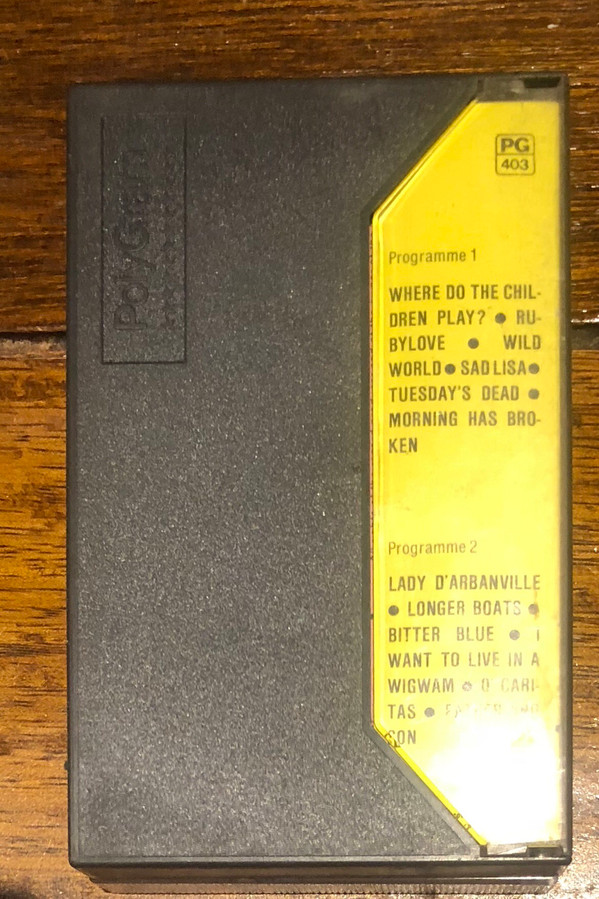 PolyGram
PG
403
Programme 1
WHERE DO THE CHIL-
DREN PLAY? ● RU-
BYLOVE ● WILD
WORLD ● SAD LISA ●
TUESDAY'S DEAD ●
MORNING HAS BRO-
KEN
Programme 2
LADY D'ARBANVILLE
● LONGER BOATS ●
BITTER BLUE ● I
WANT TO LIVE IN A
WIGWAM ● O' CARI-
TAS ●
SON